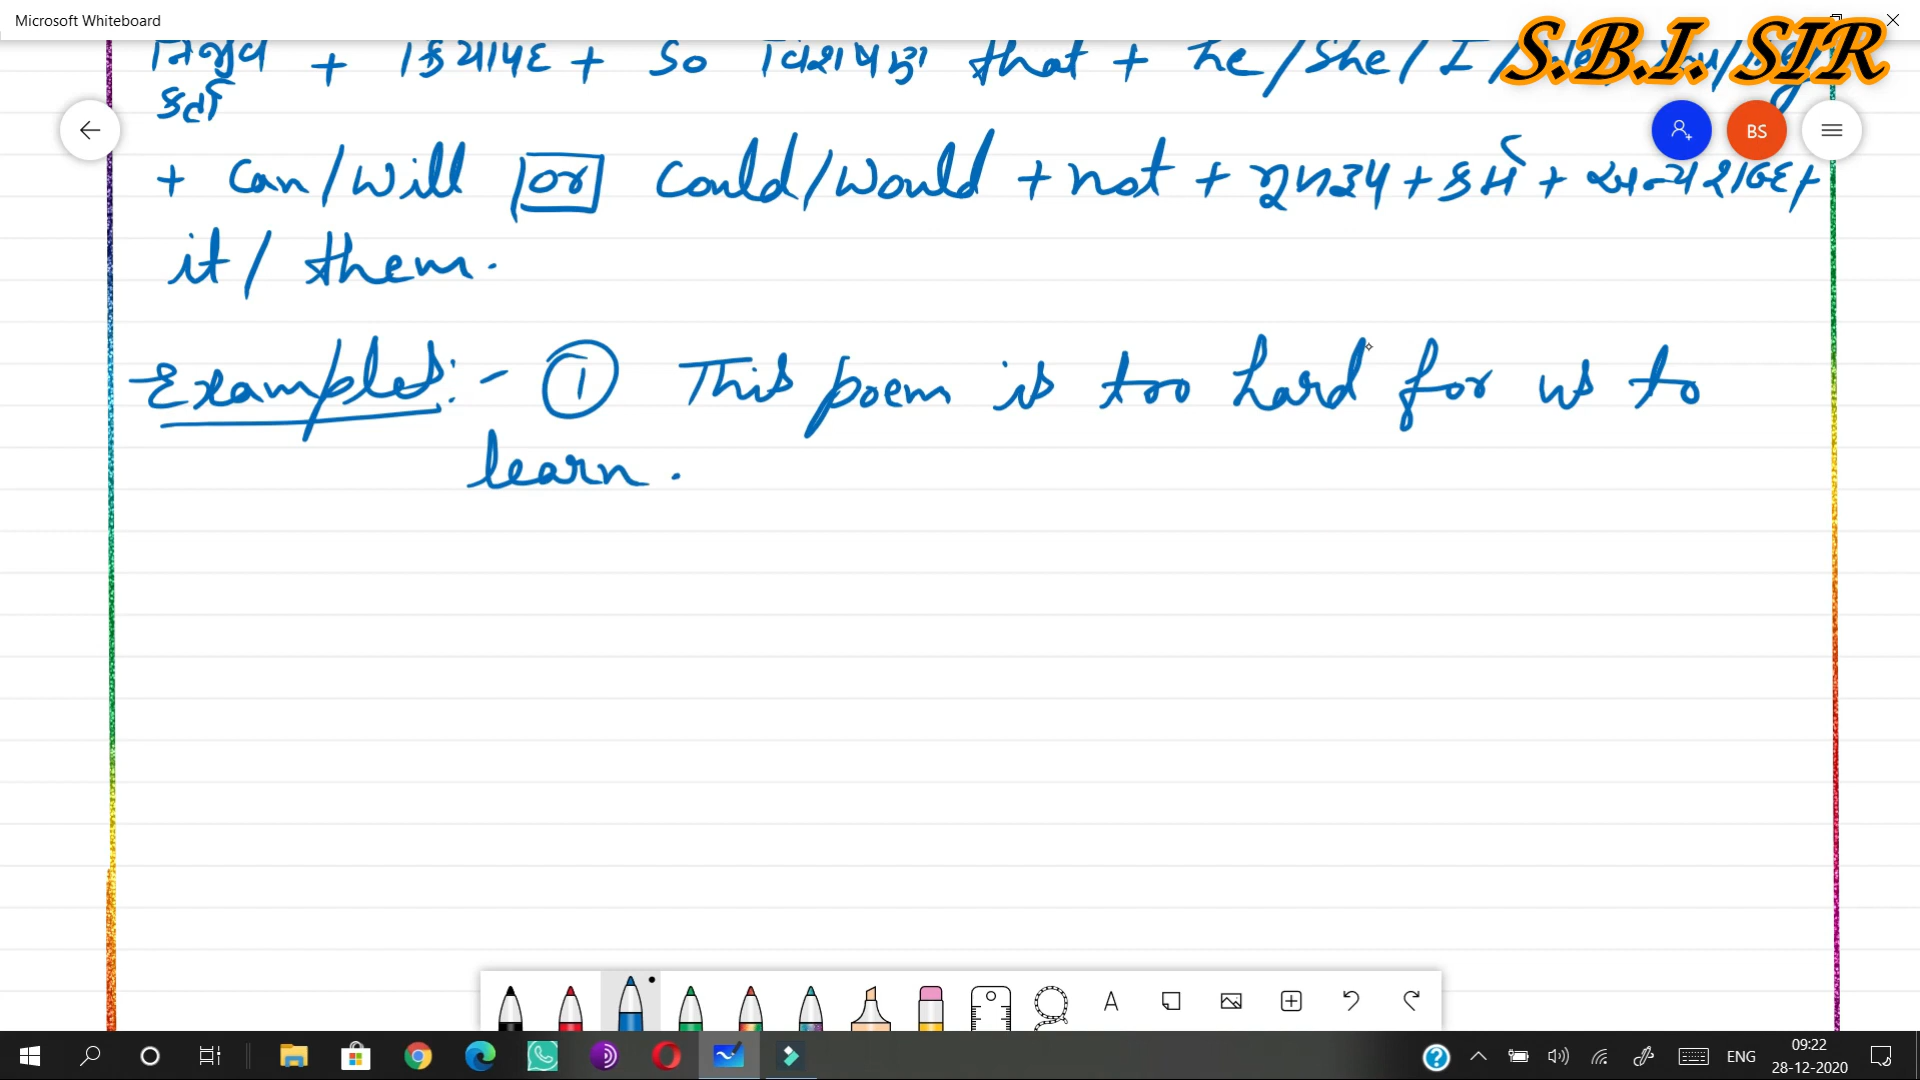 Microsoft Whiteboard
S.B.I. SIR
+ ક્રિયાપદ + so વિશેષણ that + he/she/I/
કર્તા
BS
+ can/will or could/would + not + મૂળરૂપ + કર્મ + અન્ય શબ્દ +
it/ them.
Examples:- ① This poem is too hard for us to
learn.
ENG
09:22
28-12-2020